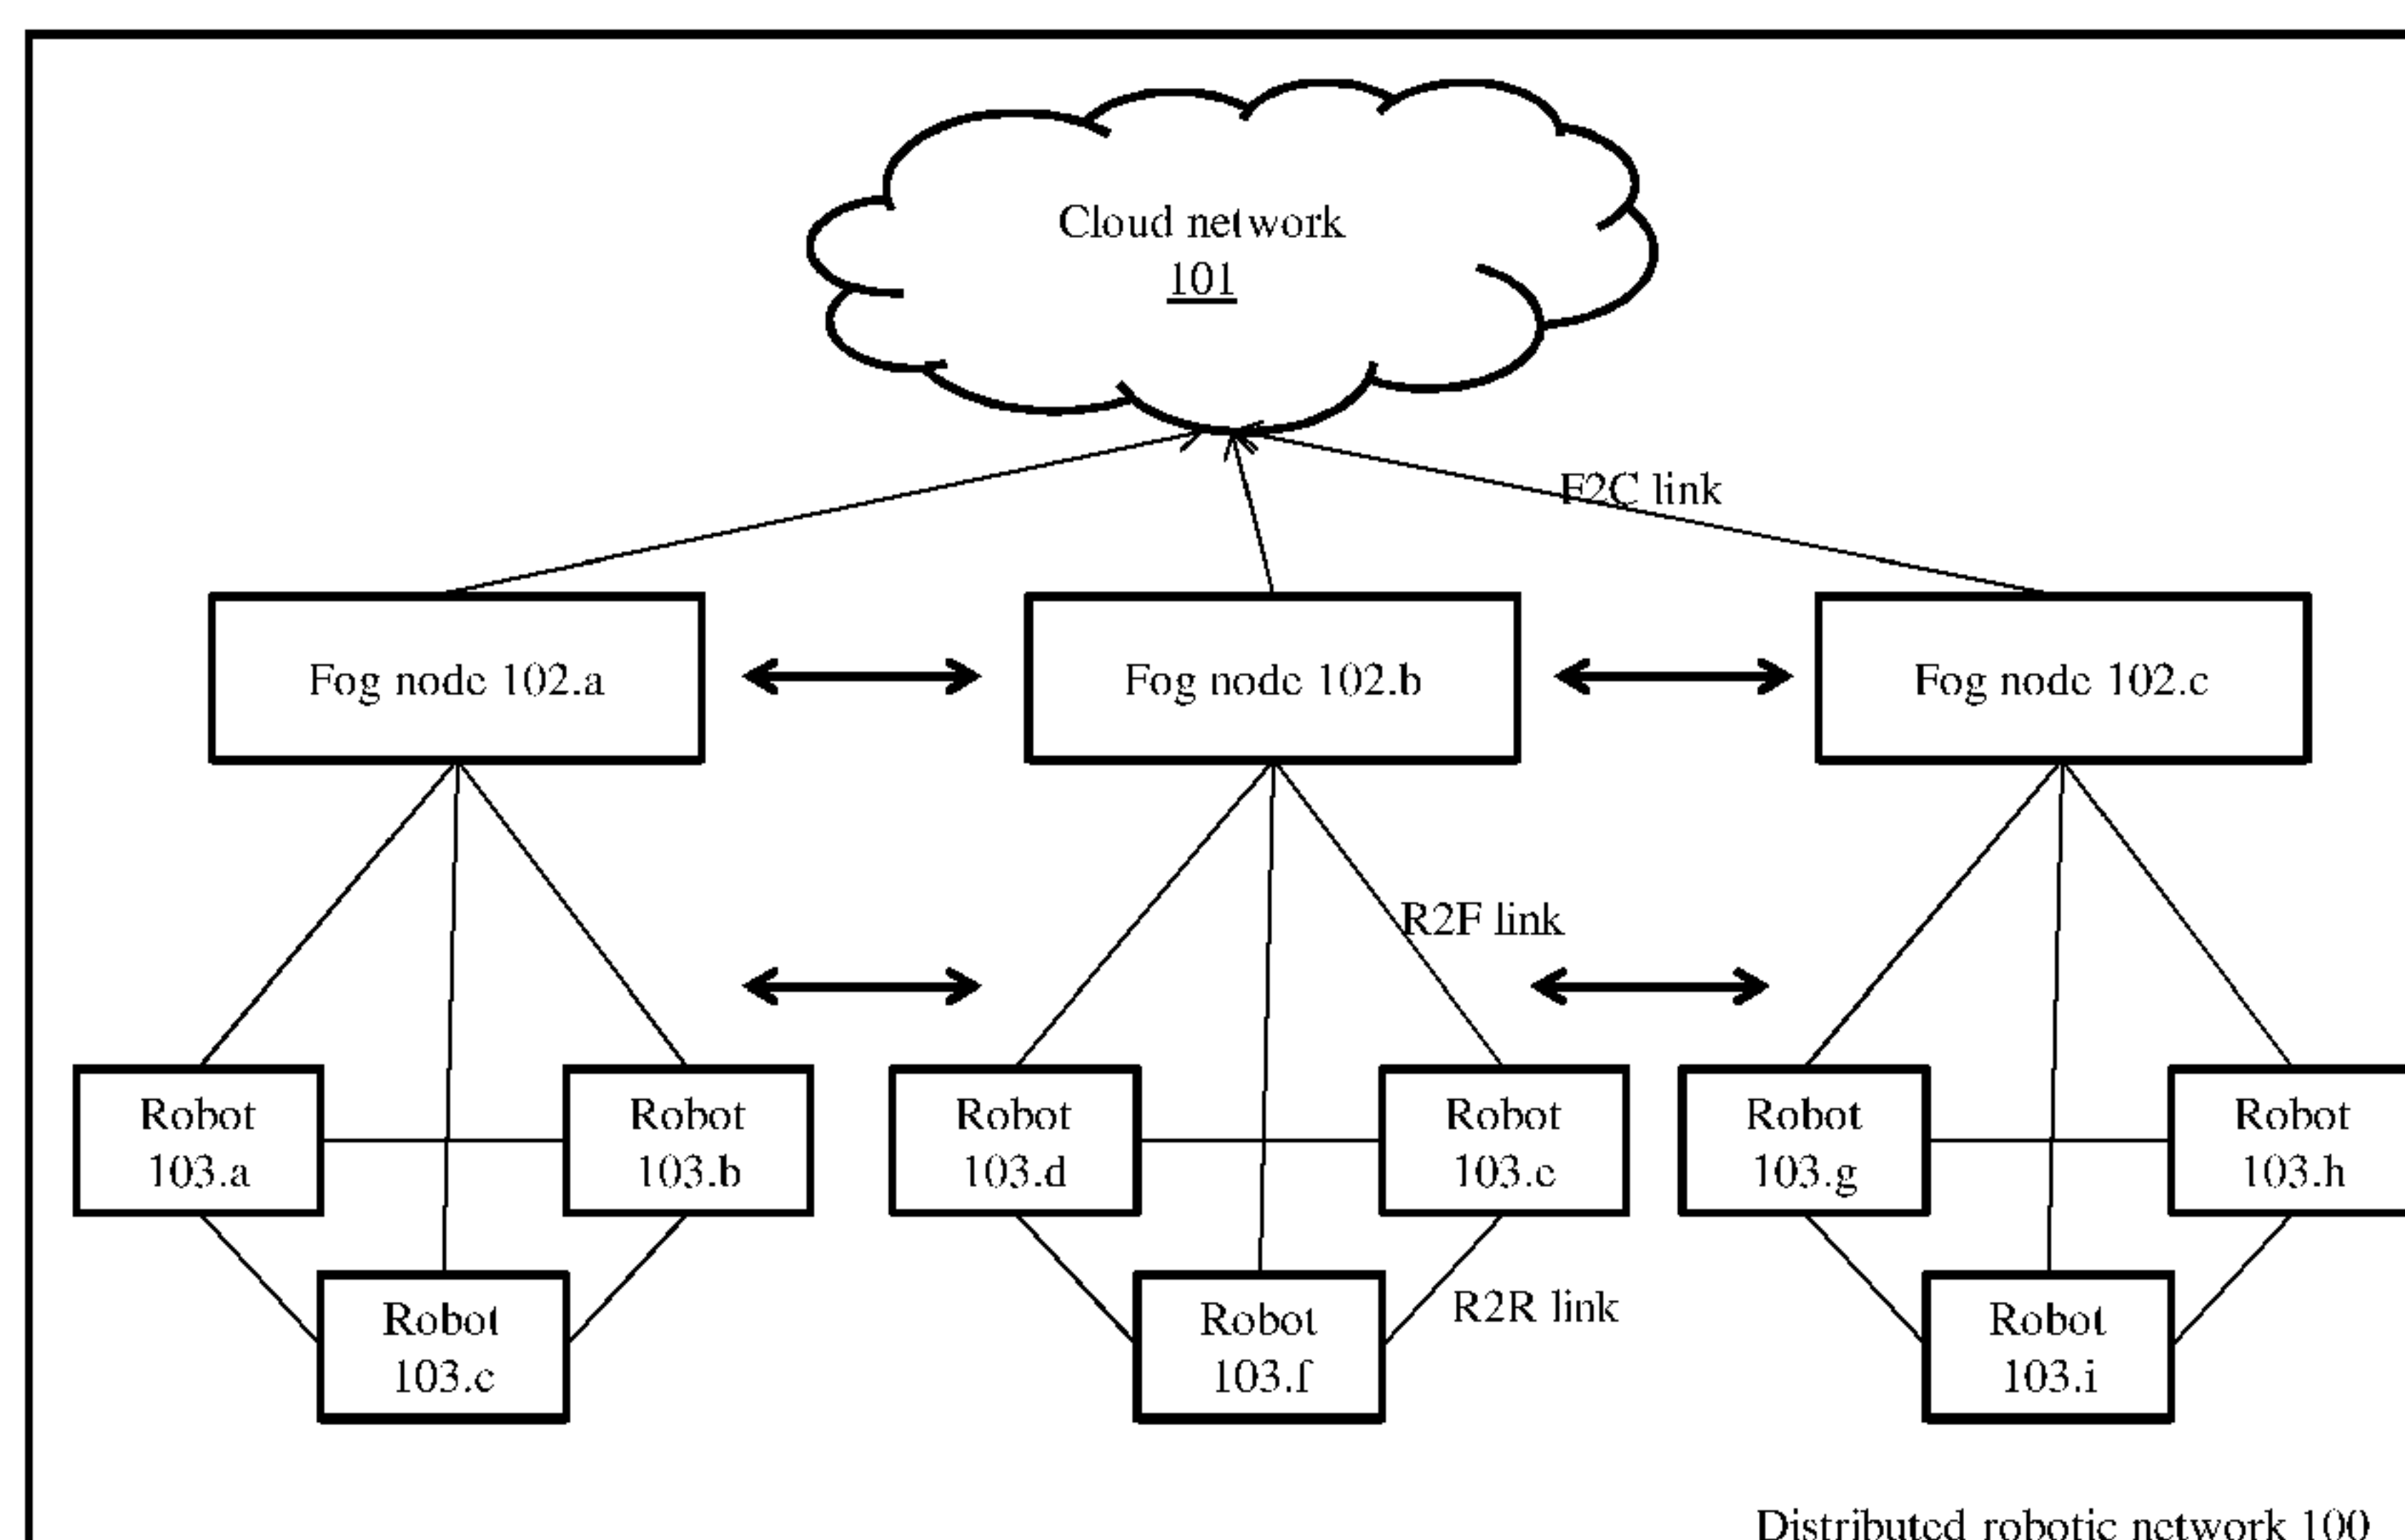 Cloud network
101
F2C link
Fog node 102.a
Fog node 102.b
Fog node 102.c
R2F link
Robot
103.a
Robot
103.b
Robot
103.d
Robot
103.e
Robot
103.g
Robot
103.h
Robot
103.c
Robot
103.f
R2R link
Robot
103.i
Distributed robotic network 100